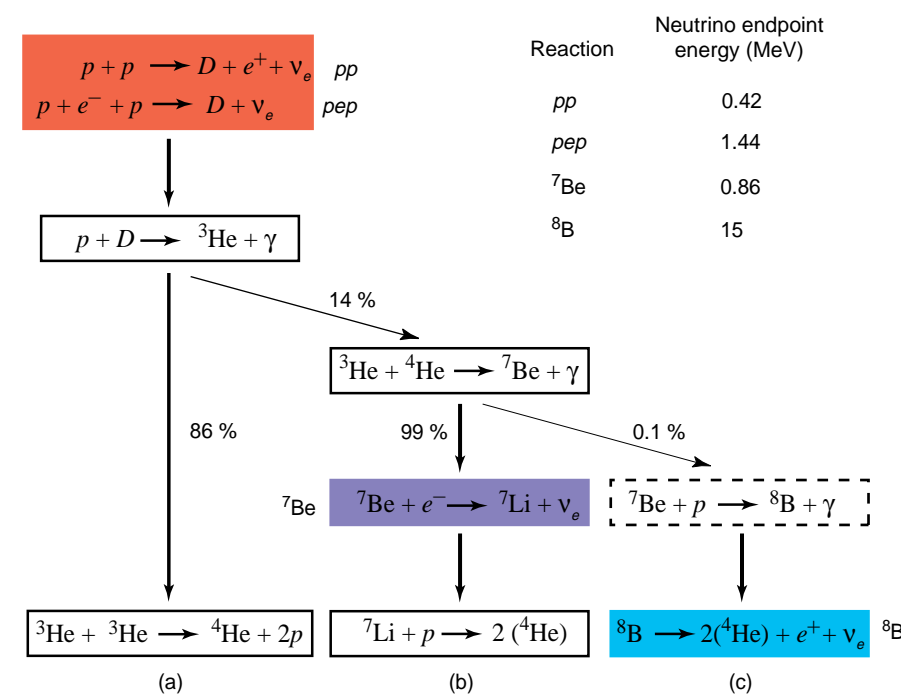 p + p → D + e⁺ + νₑ pp
p + e⁻ + p → D + νₑ pep
Reaction Neutrino endpoint energy (MeV)
pp 0.42
pep 1.44
⁷Be 0.86
⁸B 15
p + D → ³He + γ
14 %
³He + ⁴He → ⁷Be + γ
86 %
99 %
0.1 %
⁷Be
⁷Be + e⁻ → ⁷Li + νₑ
⁷Be + p → ⁸B + γ
³He + ³He → ⁴He + 2p
⁷Li + p → 2 (⁴He)
⁸B → 2(⁴He) + e⁺ + νₑ
⁸B
(a)
(b)
(c)